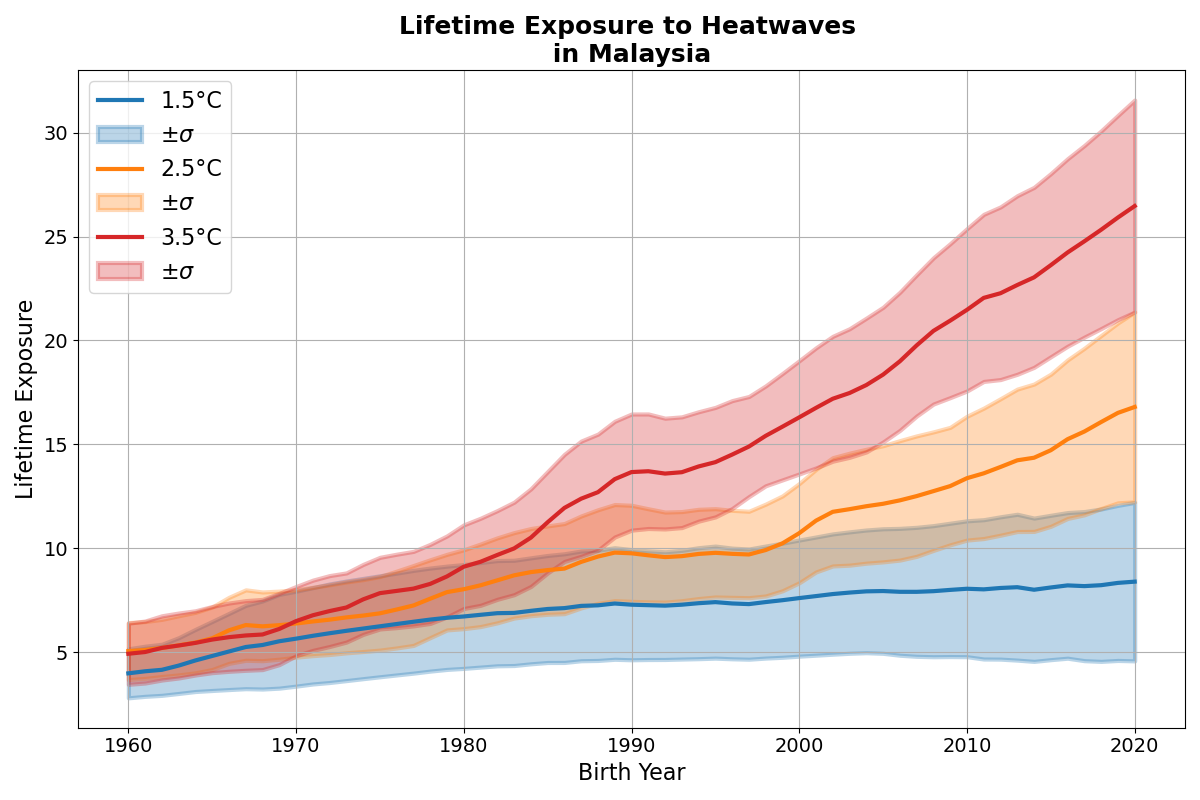 Lifetime Exposure to Heatwaves
in Malaysia
1.5°C
±σ
2.5°C
±σ
3.5°C
±σ
Lifetime Exposure
30
25
20
15
10
5
1960
1970
1980
1990
2000
2010
2020
Birth Year